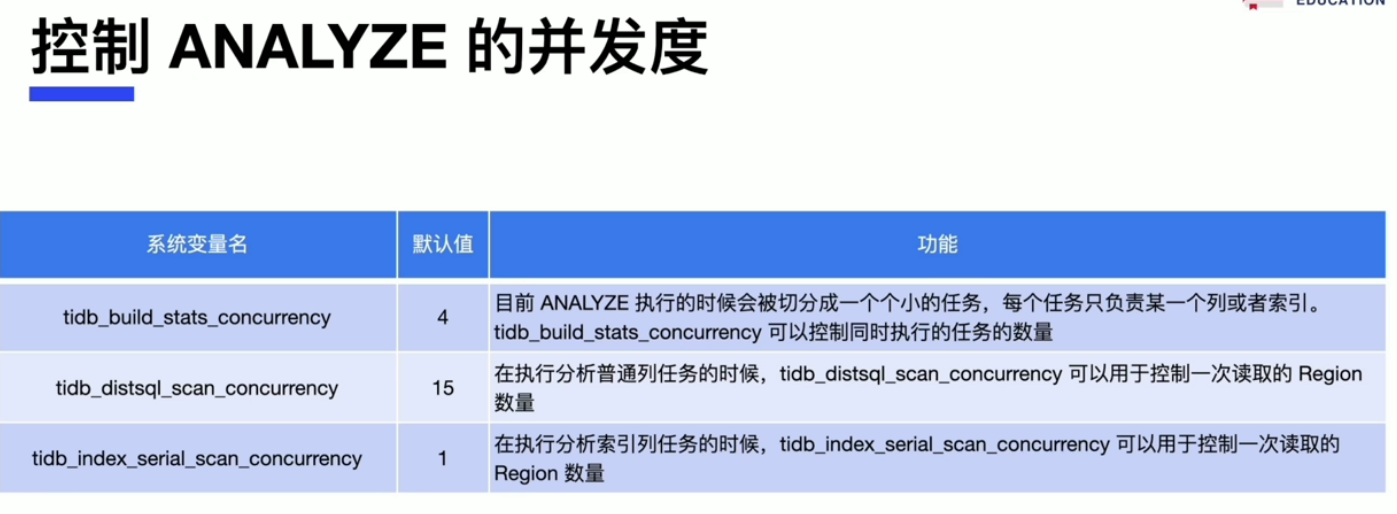 EDUCATION
控制 ANALYZE 的并发度
系统变量名
默认值
功能
tidb_build_stats_concurrency
4
目前 ANALYZE 执行的时候会被切分成一个个小的任务，每个任务只负责某一个列或者索引。
tidb_build_stats_concurrency 可以控制同时执行的任务的数量
tidb_distsql_scan_concurrency
15
在执行分析普通列任务的时候，tidb_distsql_scan_concurrency 可以用于控制一次读取的 Region
数量
tidb_index_serial_scan_concurrency
1
在执行分析索引列任务的时候，tidb_index_serial_scan_concurrency 可以用于控制一次读取的
Region 数量